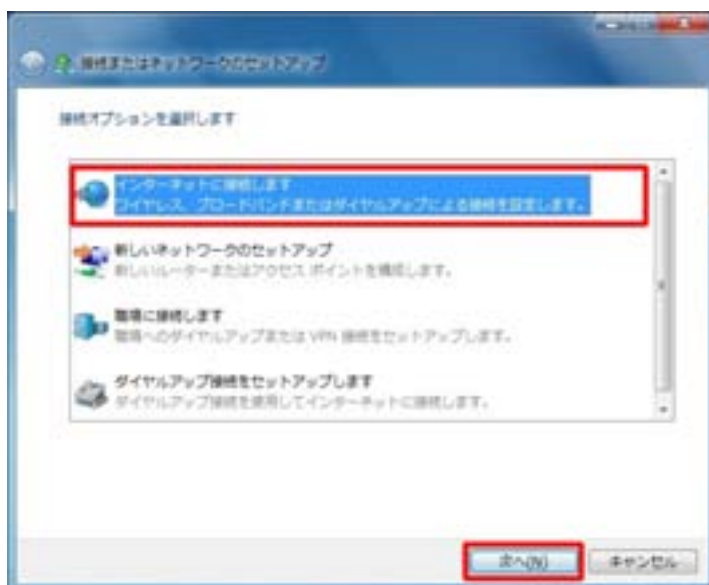 接続またはネットワークのセットアップ
接続オプションを選択します
インターネットに接続します
ワイヤレス、ブロードバンドまたはダイヤルアップによる接続を設定します。
新しいネットワークのセットアップ
新しいルーターまたはアクセス ポイントを構成します。
職場に接続します
職場へのダイヤルアップまたは VPN 接続をセットアップします。
ダイヤルアップ接続をセットアップします
ダイヤルアップ接続を使用してインターネットに接続します。
次へ(N)
キャンセル